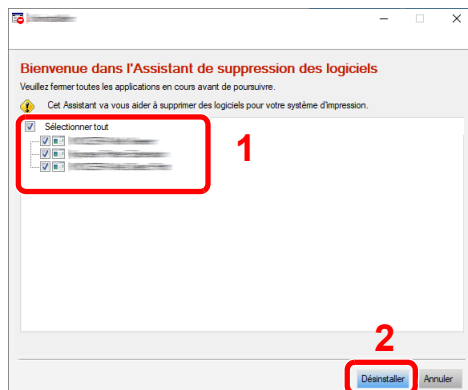 Bienvenue dans l'Assistant de suppression des logiciels
Veuillez fermer toutes les applications en cours avant de poursuivre.
Cet Assistant va vous aider à supprimer des logiciels pour votre système d'impression.
Sélectionner tout
1
2
Désinstaller Annuler